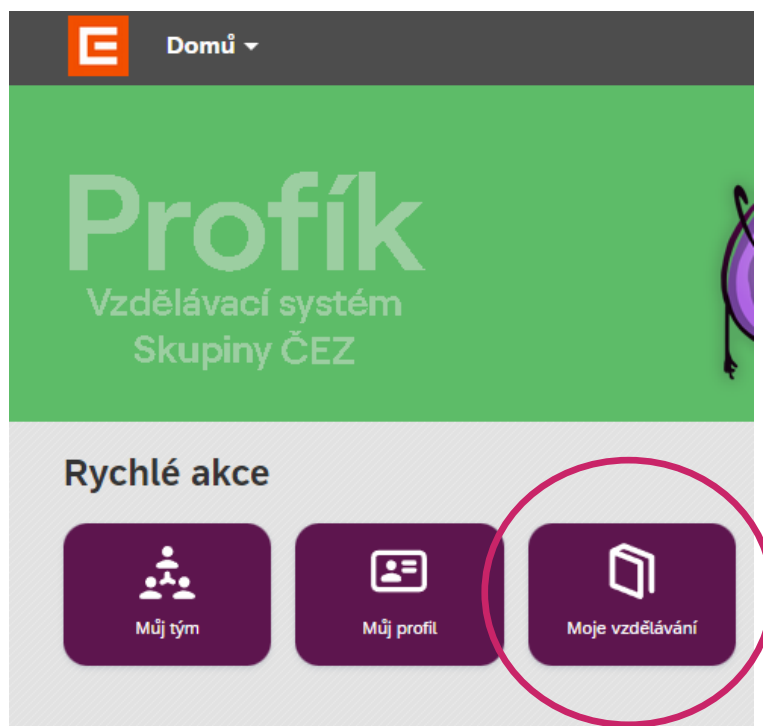 Domů
Profík
Vzdělávací systém
Skupiny ČEZ
Rychlé akce
Můj tým
Můj profil
Moje vzdělávání